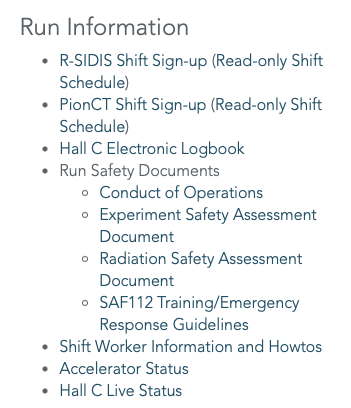 Run Information
R-SIDIS Shift Sign-up (Read-only Shift
Schedule)
PionCT Shift Sign-up (Read-only Shift
Schedule)
Hall C Electronic Logbook
Run Safety Documents
Conduct of Operations
Experiment Safety Assessment
Document
Radiation Safety Assessment
Document
SAF112 Training/Emergency
Response Guidelines
Shift Worker Information and Howtos
Accelerator Status
Hall C Live Status